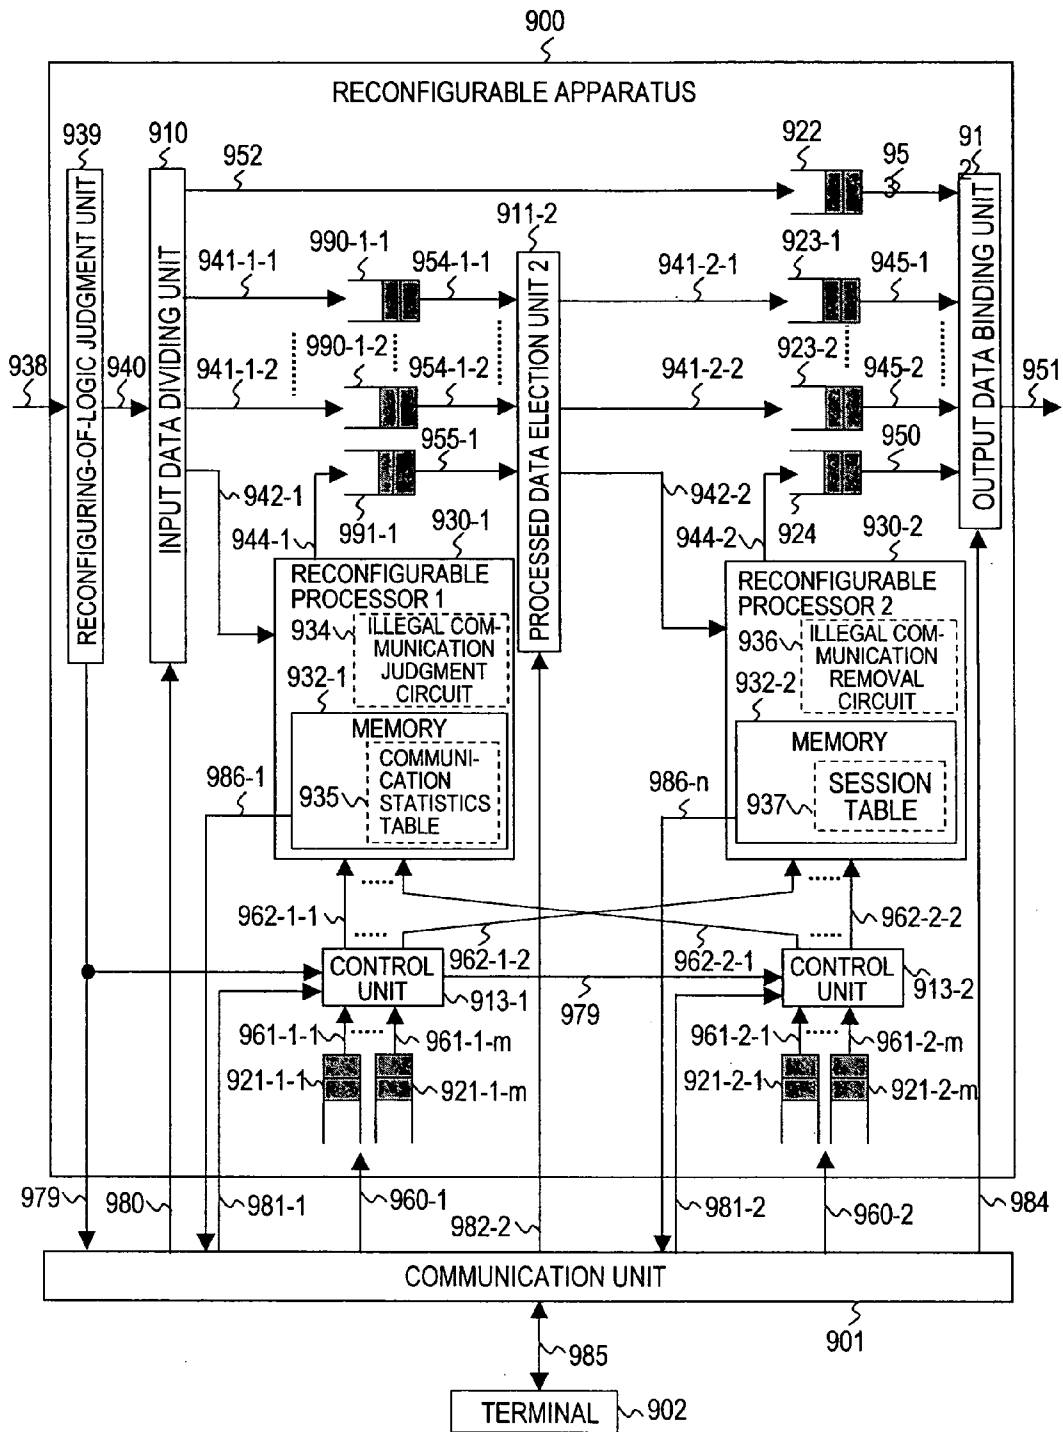 900
RECONFIGURABLE APPARATUS
939
910
952
922
95
3
91
2
RECONFIGURING-OF-LOGIC JUDGMENT UNIT
INPUT DATA DIVIDING UNIT
911-2
PROCESSED DATA ELECTION UNIT 2
OUTPUT DATA BINDING UNIT
941-1-1
990-1-1
954-1-1
941-2-1
923-1
945-1
938
940
941-1-2
990-1-2
954-1-2
941-2-2
923-2
945-2
951
955-1
950
942-1
991-1
942-2
924
944-1
930-1
944-2
930-2
RECONFIGURABLE
PROCESSOR 1
934
ILLEGAL COM-
MUNICATION
JUDGMENT
CIRCUIT
932-1
MEMORY
935
COMMUNI-
CATION
STATISTICS
TABLE
986-1
RECONFIGURABLE
PROCESSOR 2
936
ILLEGAL COM-
MUNICATION
REMOVAL
CIRCUIT
932-2
MEMORY
937
SESSION
TABLE
986-n
962-1-1
962-1-2
962-2-1
962-2-2
CONTROL
UNIT
913-1
979
CONTROL
UNIT
913-2
961-1-1
961-1-m
961-2-1
961-2-m
921-1-1
921-1-m
921-2-1
921-2-m
979
980
981-1
960-1
982-2
981-2
960-2
984
COMMUNICATION UNIT
901
985
TERMINAL
902